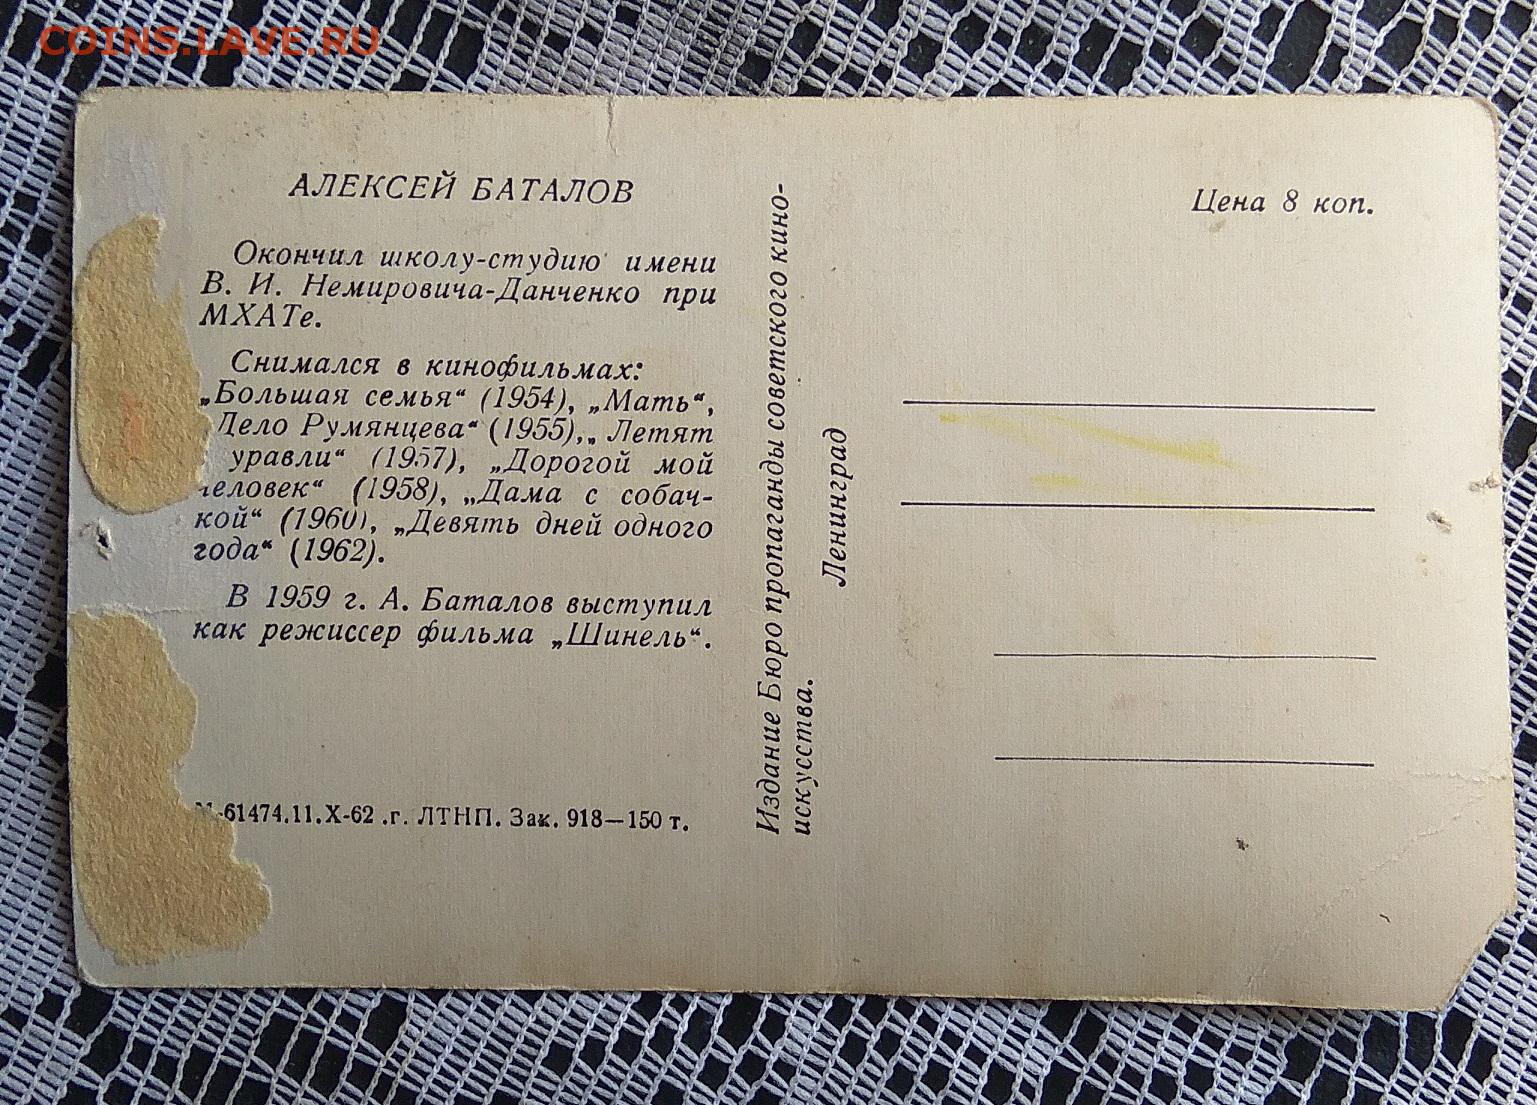 COINS.LAVE.RU
АЛЕКСЕЙ БАТАЛОВ
Окончил школу-студию имени
В. И. Немировича-Данченко при
МХАТе.
Снимался в кинофильмах:
„Большая семья“ (1954), „Мать“,
Дело Румянцева“ (1955),„ Летят
уравли“ (1957), „Дорогой мой
человек“ (1958), „Дама с собач-
кой“ (1960), „Девять дней одного
года“ (1962).
В 1959 г. А. Баталов выступил
как режиссер фильма „Шинель“.
М-61474.11.X-62 .г. ЛТНП. Зак. 918—150 т.
Издание Бюро пропаганды советского кино-
искусства.
Ленинград
Цена 8 коп.